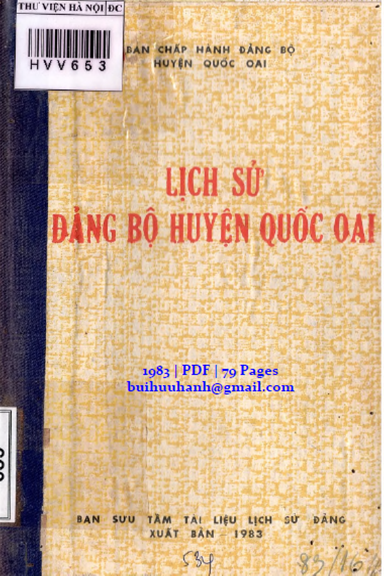 THƯ VIỆN HÀ NỘI ĐC
HVV653
BAN CHẤP HÀNH ĐẢNG BỘ
HUYỆN QUỐC OAI
LỊCH SỬ
ĐẢNG BỘ HUYỆN QUỐC OAI
1983 | PDF | 79 Pages
buihuuhanh@gmail.com
BAN SƯU TẦM TÀI LIỆU LỊCH SỬ ĐẢNG
XUẤT BẢN 1983
534